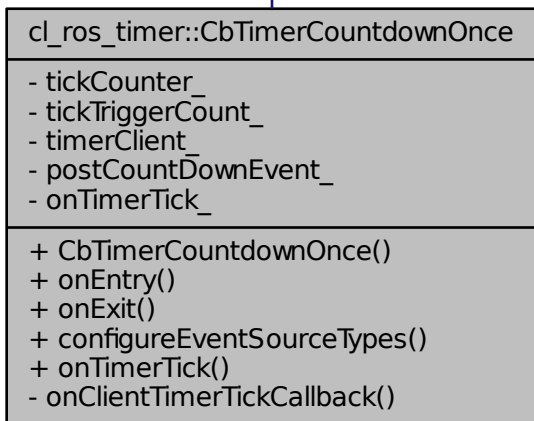 cl_ros_timer::CbTimerCountdownOnce
- tickCounter_
- tickTriggerCount_
- timerClient_
- postCountDownEvent_
- onTimerTick_
+ CbTimerCountdownOnce()
+ onEntry()
+ onExit()
+ configureEventSourceTypes()
+ onTimerTick()
- onClientTimerTickCallback()